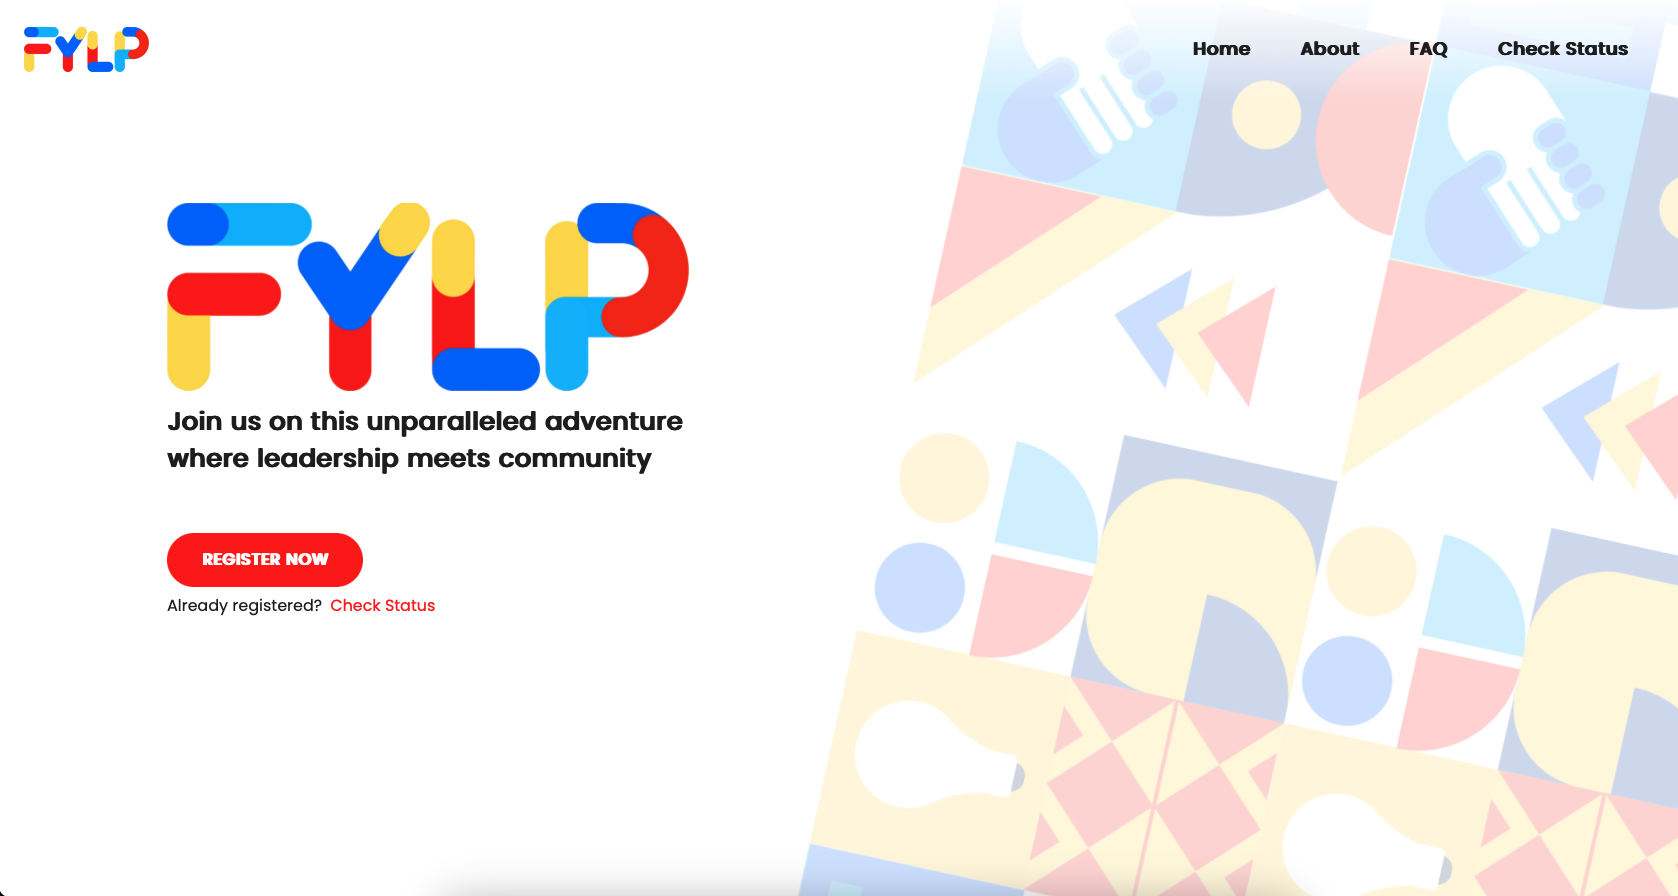 FYLP
Home About FAQ Check Status
FYLP
Join us on this unparalleled adventure
where leadership meets community
REGISTER NOW
Already registered? Check Status